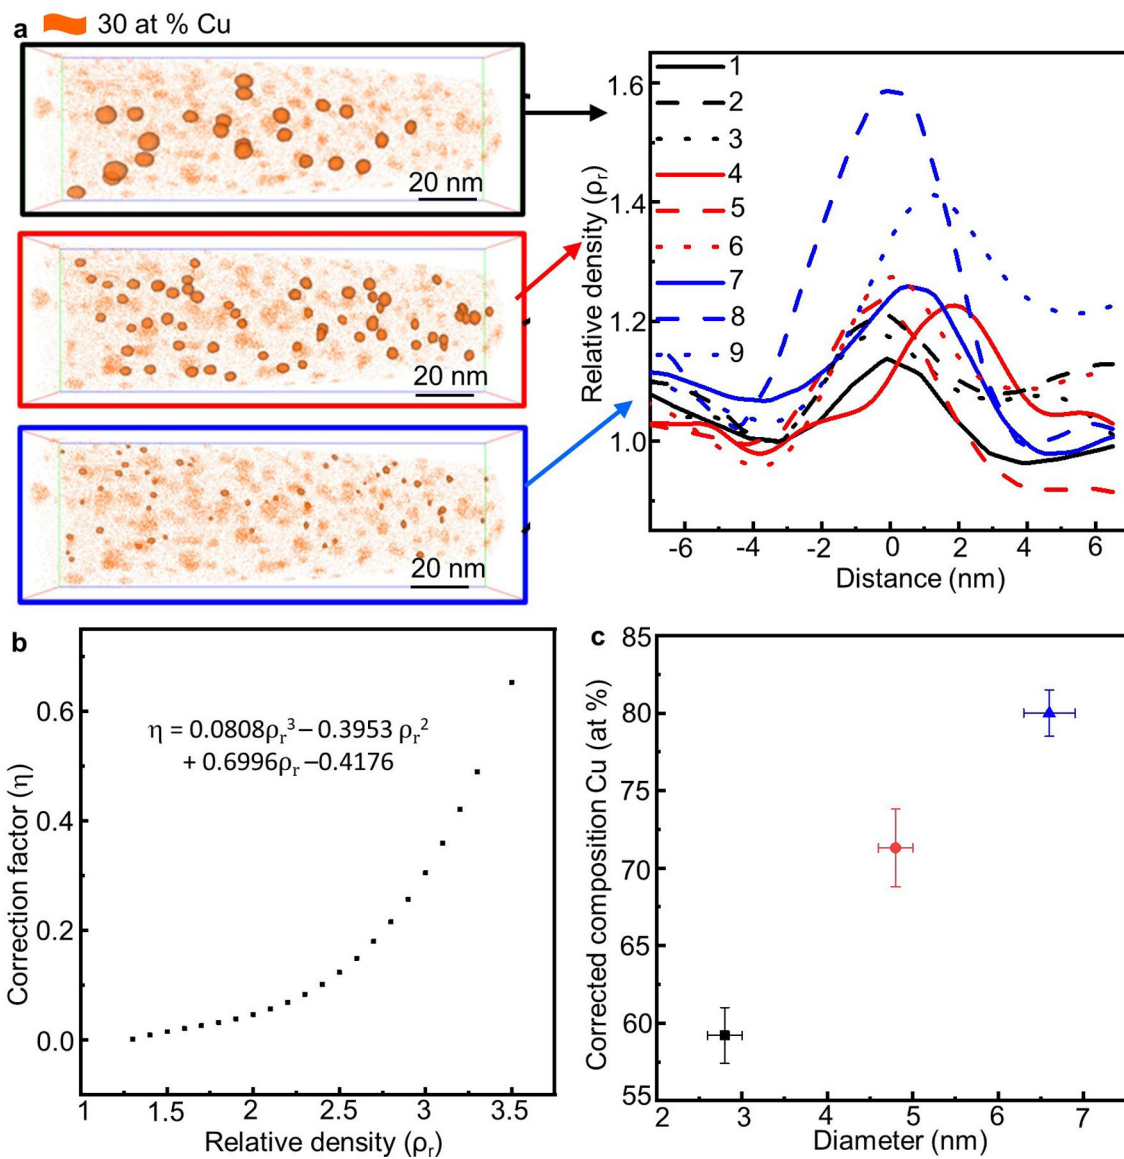 a 30 at % Cu
20 nm
20 nm
20 nm
Relative density (ρr)
1.6
1.4
1.2
1.0
1
2
3
4
5
6
7
8
9
-6 -4 -2 0 2 4 6
Distance (nm)
b
Correction factor (η)
0.6
0.4
0.2
0.0
η = 0.0808ρr³ – 0.3953 ρr²
+ 0.6996ρr –0.4176
1 1.5 2 2.5 3 3.5
Relative density (ρr)
c
Corrected composition Cu (at %)
85
80
75
70
65
60
55
2 3 4 5 6 7
Diameter (nm)